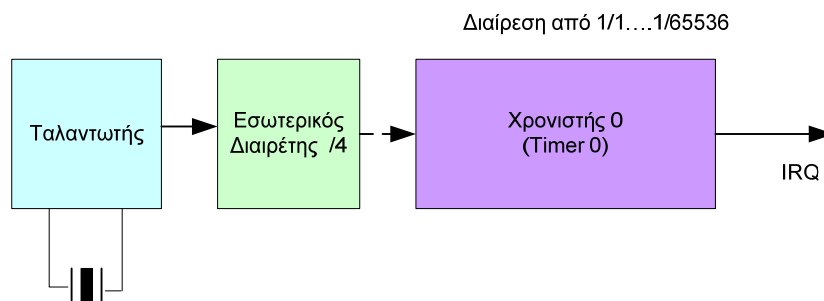 Διαίρεση από 1/1….1/65536
Ταλαντωτής
Εσωτερικός
Διαιρέτης /4
Χρονιστής 0
(Timer 0)
IRQ